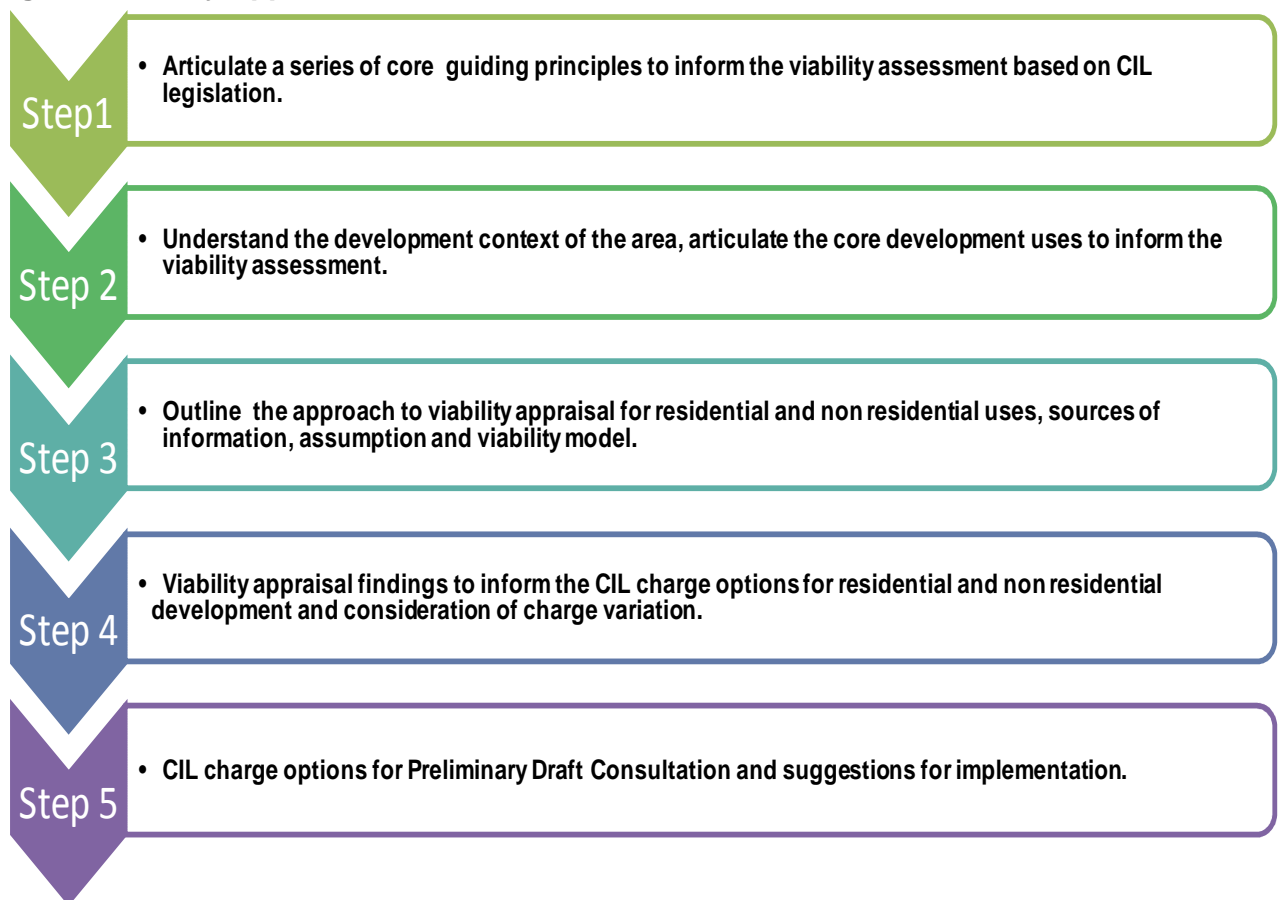 Step1
• Articulate a series of core guiding principles to inform the viability assessment based on CIL
legislation.
Step 2
• Understand the development context of the area, articulate the core development uses to inform the
viability assessment.
Step 3
• Outline the approach to viability appraisal for residential and non residential uses, sources of
information, assumption and viability model.
Step 4
• Viability appraisal findings to inform the CIL charge options for residential and non residential
development and consideration of charge variation.
Step 5
• CIL charge options for Preliminary Draft Consultation and suggestions for implementation.